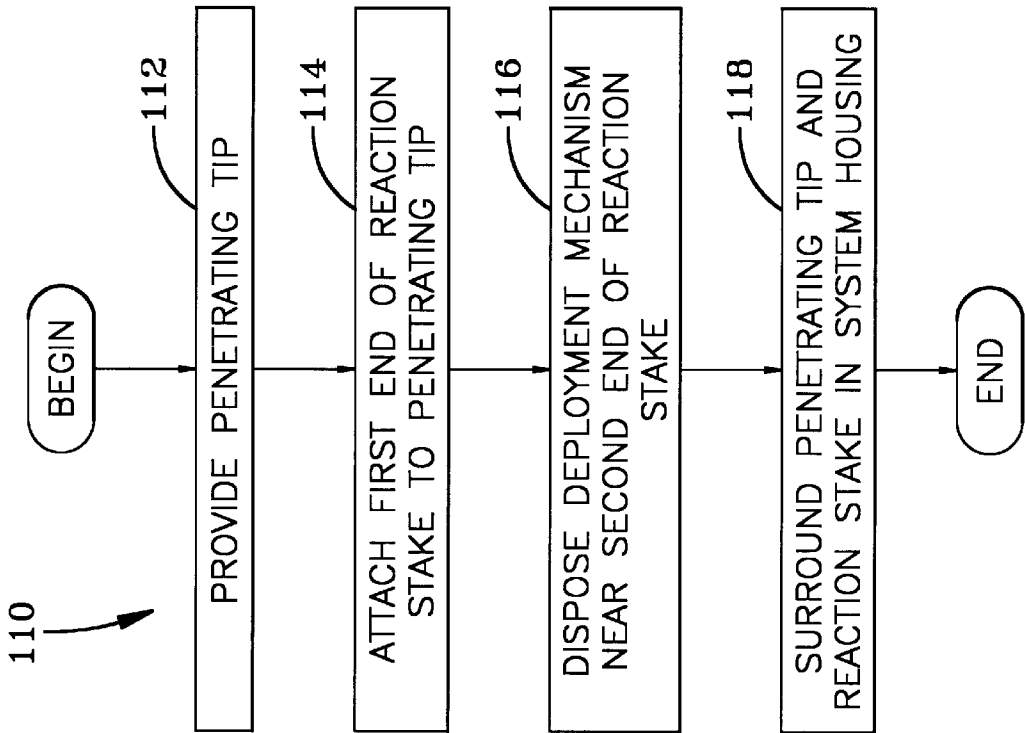 110
BEGIN
112
PROVIDE PENETRATING TIP
114
ATTACH FIRST END OF REACTION
STAKE TO PENETRATING TIP
116
DISPOSE DEPLOYMENT MECHANISM
NEAR SECOND END OF REACTION
STAKE
118
SURROUND PENETRATING TIP AND
REACTION STAKE IN SYSTEM HOUSING
END